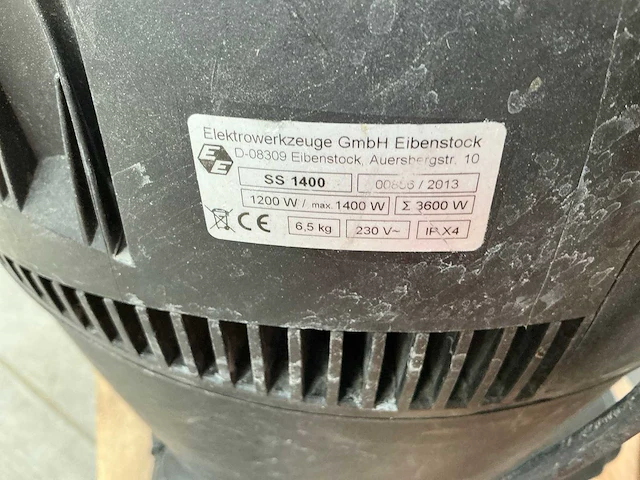 Elektrowerkzeuge GmbH Eibenstock
D-08309 Eibenstock, Auersbergstr. 10
EE
SS 1400 / 2013
1200 W / max. 1400 W Σ 3600 W
CE 6,5 kg 230 V~ IP X4